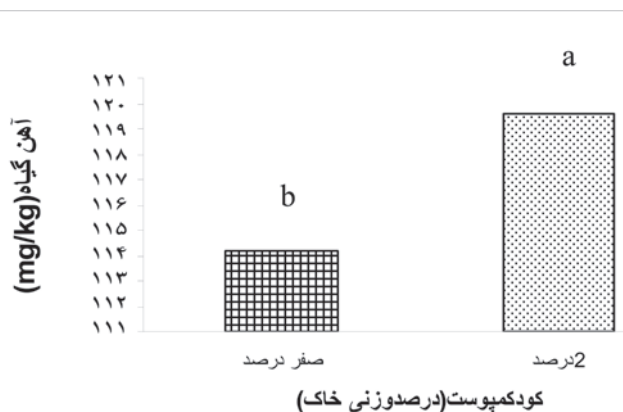 a
b
۱۲۱
۱۲۰
۱۱۹
۱۱۸
۱۱۷
۱۱۶
۱۱۵
۱۱۴
۱۱۳
۱۱۲
۱۱۱
آهن گیاه(mg/kg)
صفر درصد
2درصد
کودکمپوست(درصدوزنی خاک)